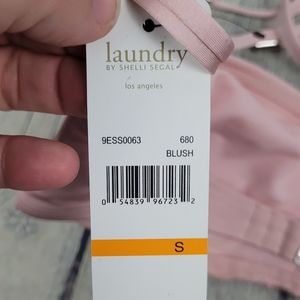 laundry
BY SHELLI SEGAL
los angeles
9ESS0063 680
BLUSH
0 54839 96723 2
S